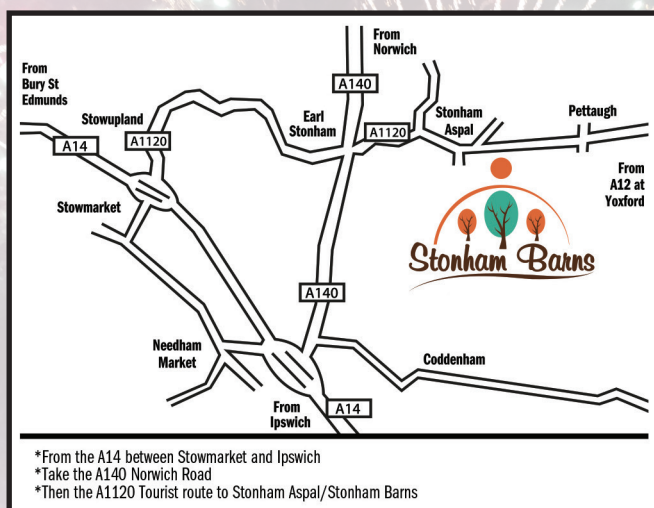 From
Norwich
From
Bury St
Edmunds
A140
Stowupland
Earl
Stonham
Stonham
Aspal
Pettaugh
A14
A1120
A1120
From
A12 at
Yoxford
Stowmarket
Stonham Barns
A140
Needham
Market
Coddenham
From
Ipswich
A14
*From the A14 between Stowmarket and Ipswich
*Take the A140 Norwich Road
*Then the A1120 Tourist route to Stonham Aspal/Stonham Barns